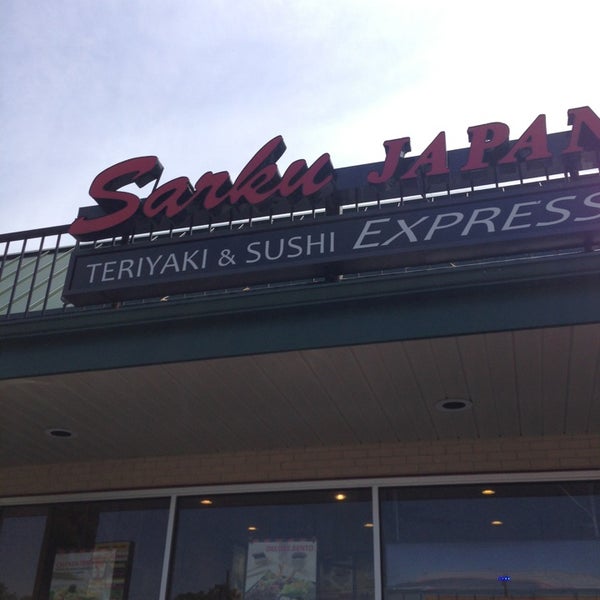 Sarku JAPAN
TERIYAKI & SUSHI EXPRESS